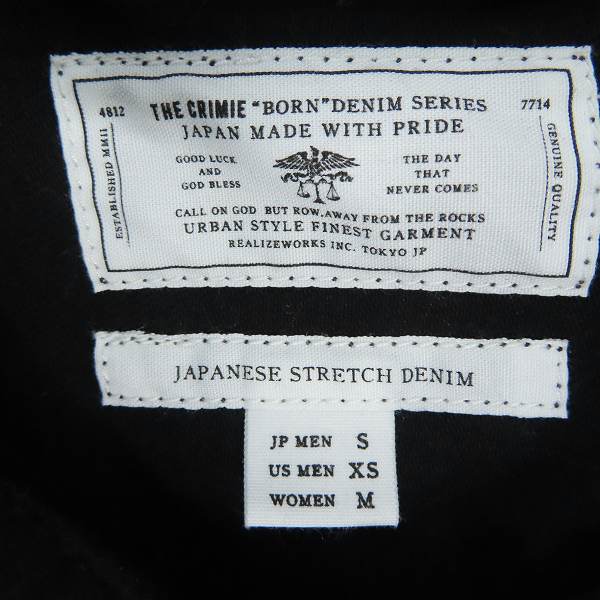 4812 THE CRIMIE "BORN" DENIM SERIES 7714
JAPAN MADE WITH PRIDE
ESTABLISHED MMII
GENUINE QUALITY
GOOD LUCK
AND
GOD BLESS
THE DAY
THAT
NEVER COMES
CALL ON GOD BUT ROW.AWAY FROM THE ROCKS
URBAN STYLE FINEST GARMENT
REALIZEWORKS INC. TOKYO JP
JAPANESE STRETCH DENIM
JP MEN S
US MEN XS
WOMEN M